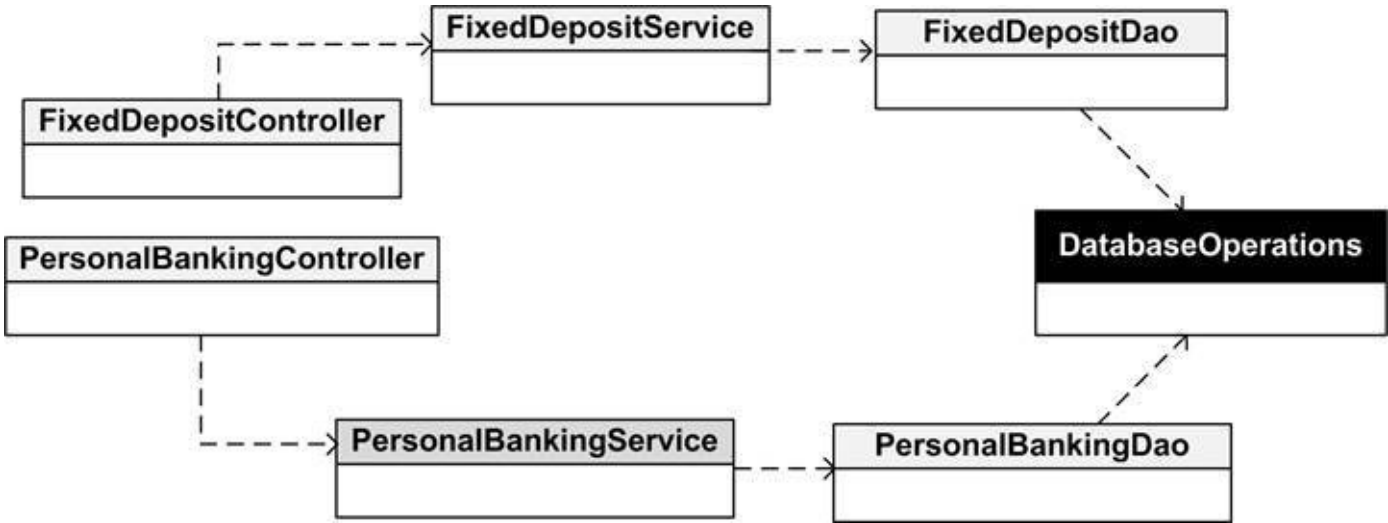 FixedDepositService
FixedDepositDao
FixedDepositController
DatabaseOperations
PersonalBankingController
PersonalBankingService
PersonalBankingDao